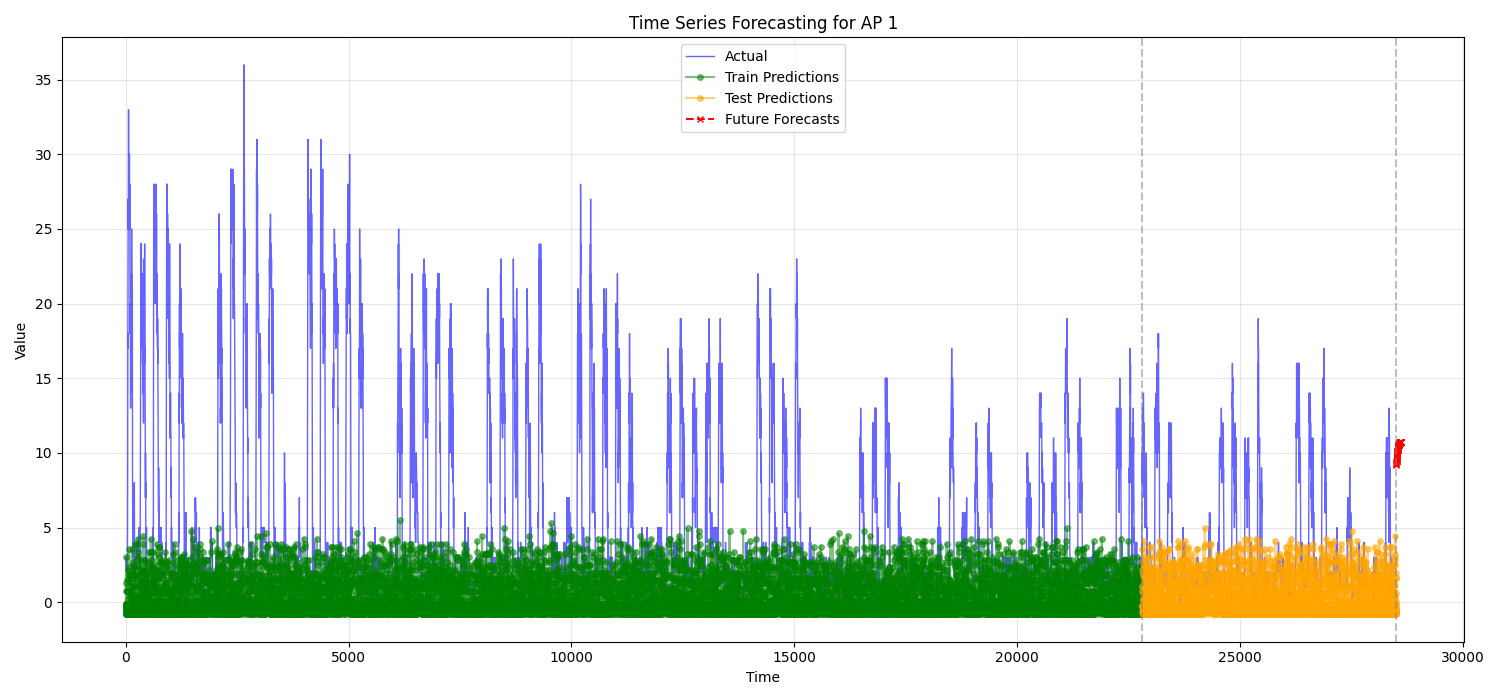 Time Series Forecasting for AP 1
Actual
Train Predictions
Test Predictions
Future Forecasts
Value
35
30
25
20
15
10
5
0
0 5000 10000 15000 20000 25000 30000
Time